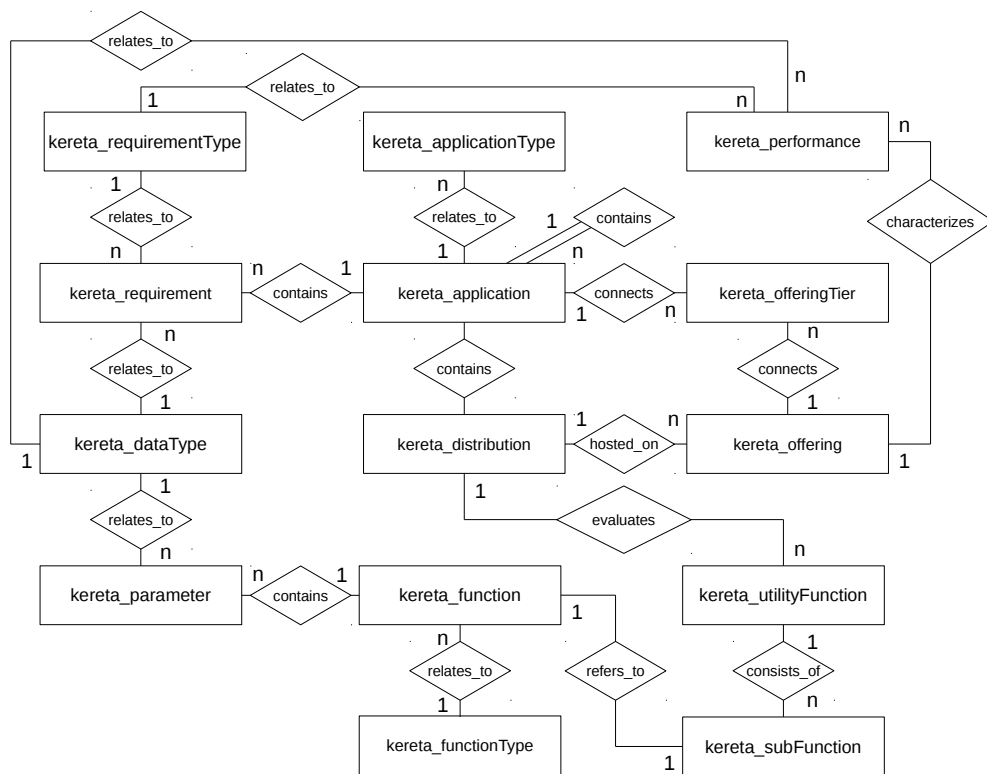 relates_to
relates_to
n
1
n
n
kereta_requirementType
kereta_applicationType
kereta_performance
1
n
relates_to
relates_to
1
contains
characterizes
n
1
n
n
1
kereta_requirement
contains
kereta_application
connects
kereta_offeringTier
1
n
n
n
relates_to
contains
connects
1
1
1
n
kereta_dataType
kereta_distribution
hosted_on
kereta_offering
1
1
1
1
relates_to
evaluates
n
n
n
1
kereta_parameter
contains
kereta_function
kereta_utilityFunction
1
n
1
relates_to
refers_to
consists_of
1
n
kereta_functionType
kereta_subFunction
1